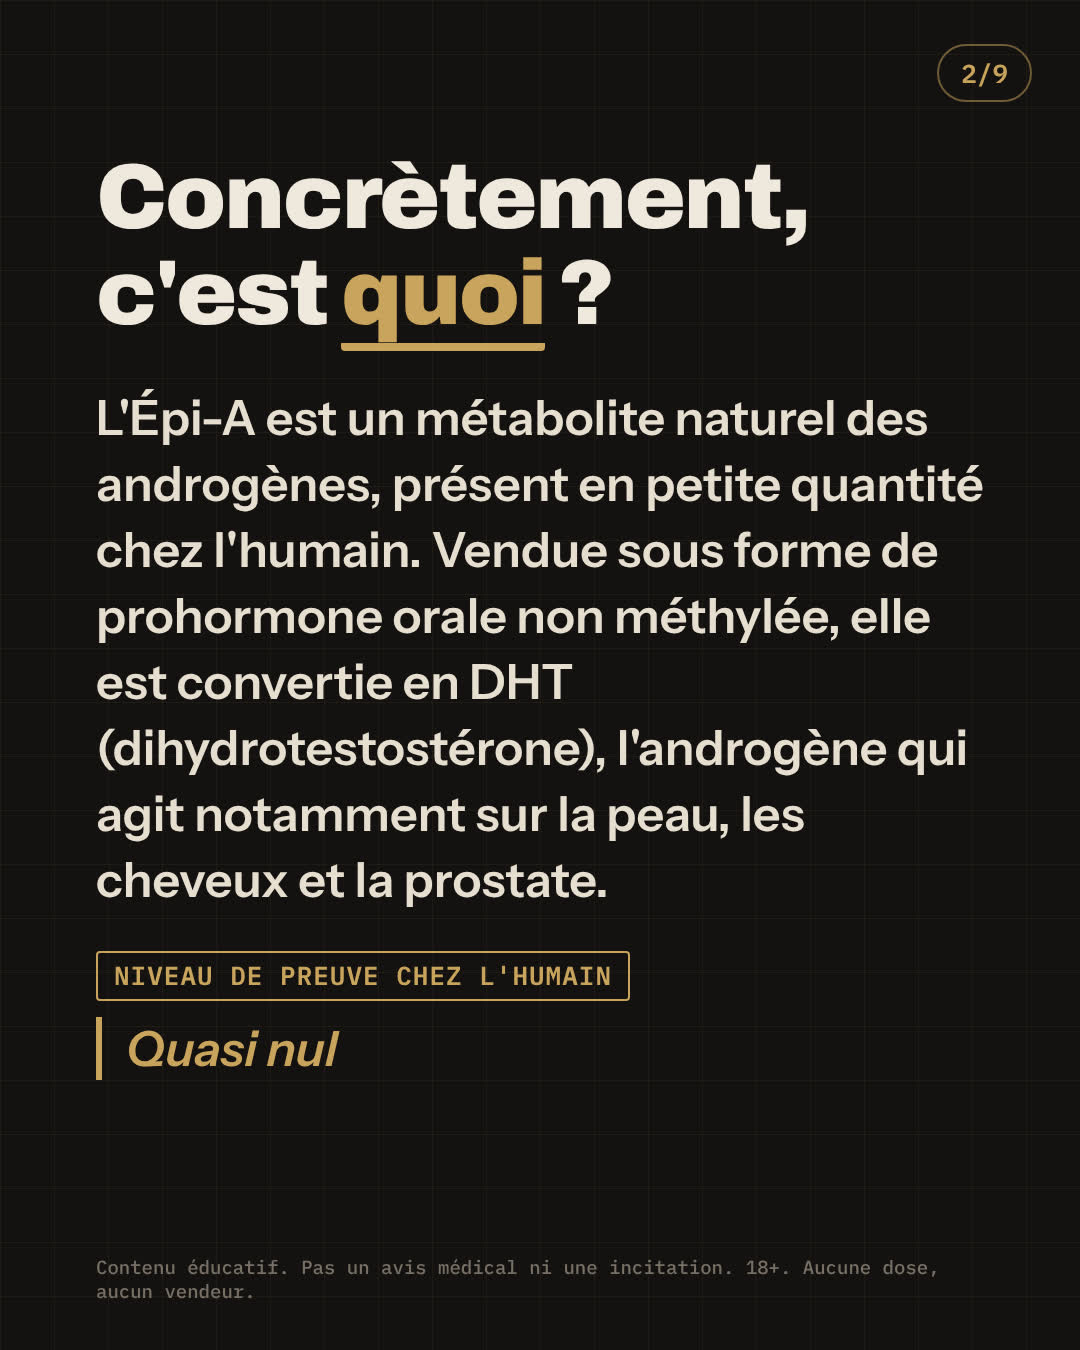 2/9
Concrètement,
c'est quoi ?
L'Épi-A est un métabolite naturel des
androgènes, présent en petite quantité
chez l'humain. Vendue sous forme de
prohormone orale non méthylée, elle
est convertie en DHT
(dihydrotestostérone), l'androgène qui
agit notamment sur la peau, les
cheveux et la prostate.
NIVEAU DE PREUVE CHEZ L'HUMAIN
Quasi nul
Contenu éducatif. Pas un avis médical ni une incitation. 18+. Aucune dose,
aucun vendeur.